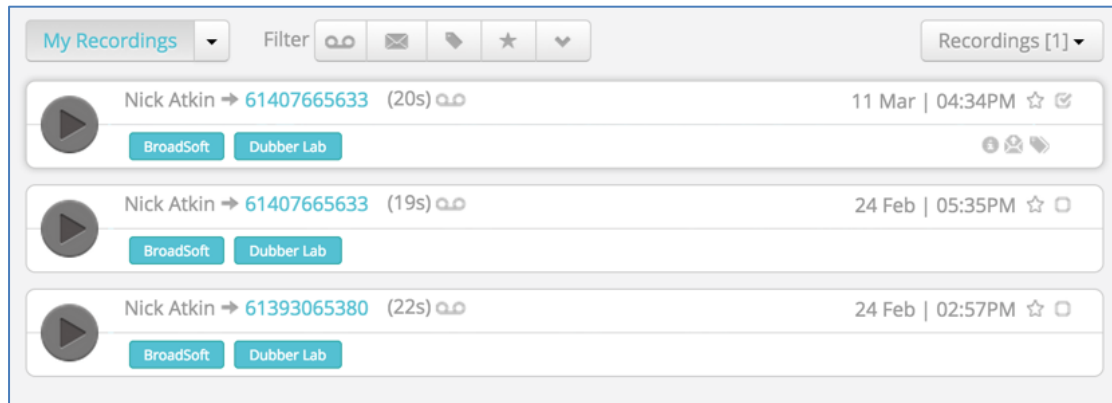 My Recordings Filter Recordings [1]
Nick Atkin 61407665633 (20s) 11 Mar | 04:34PM
BroadSoft Dubber Lab
Nick Atkin 61407665633 (19s) 24 Feb | 05:35PM
BroadSoft Dubber Lab
Nick Atkin 61393065380 (22s) 24 Feb | 02:57PM
BroadSoft Dubber Lab